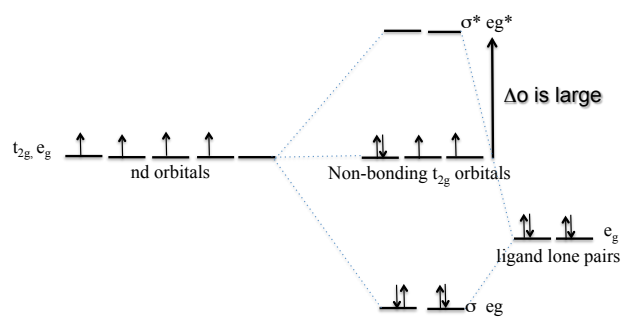 σ* eg*
Δo is large
t2g, eg
nd orbitals
Non-bonding t2g orbitals
eg
ligand lone pairs
σ eg